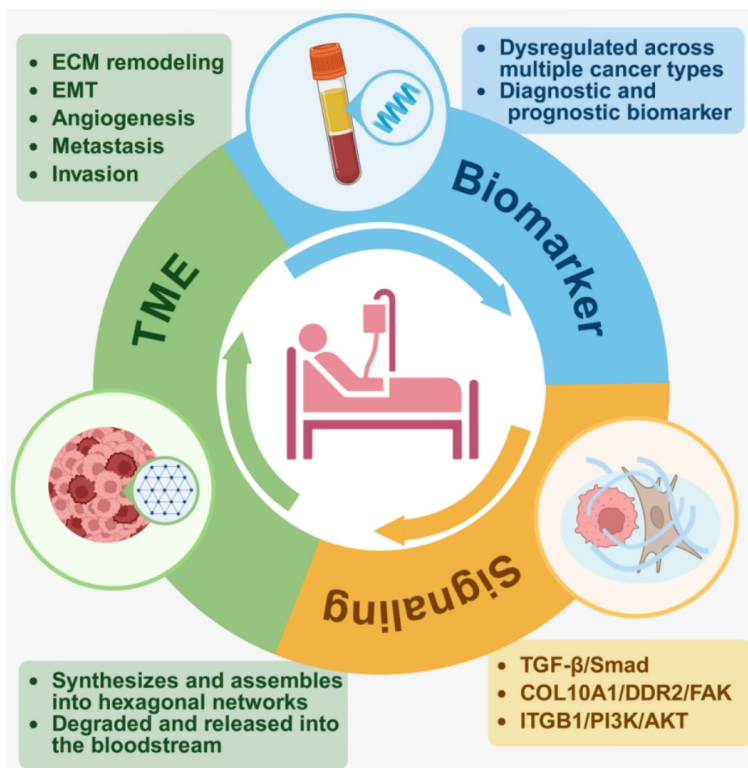 • ECM remodeling
• EMT
• Angiogenesis
• Metastasis
• Invasion
• Dysregulated across
multiple cancer types
• Diagnostic and
prognostic biomarker
Biomarker
TME
Signaling
• Synthesizes and assembles
into hexagonal networks
• Degraded and released into
the bloodstream
• TGF-β/Smad
• COL10A1/DDR2/FAK
• ITGB1/PI3K/AKT